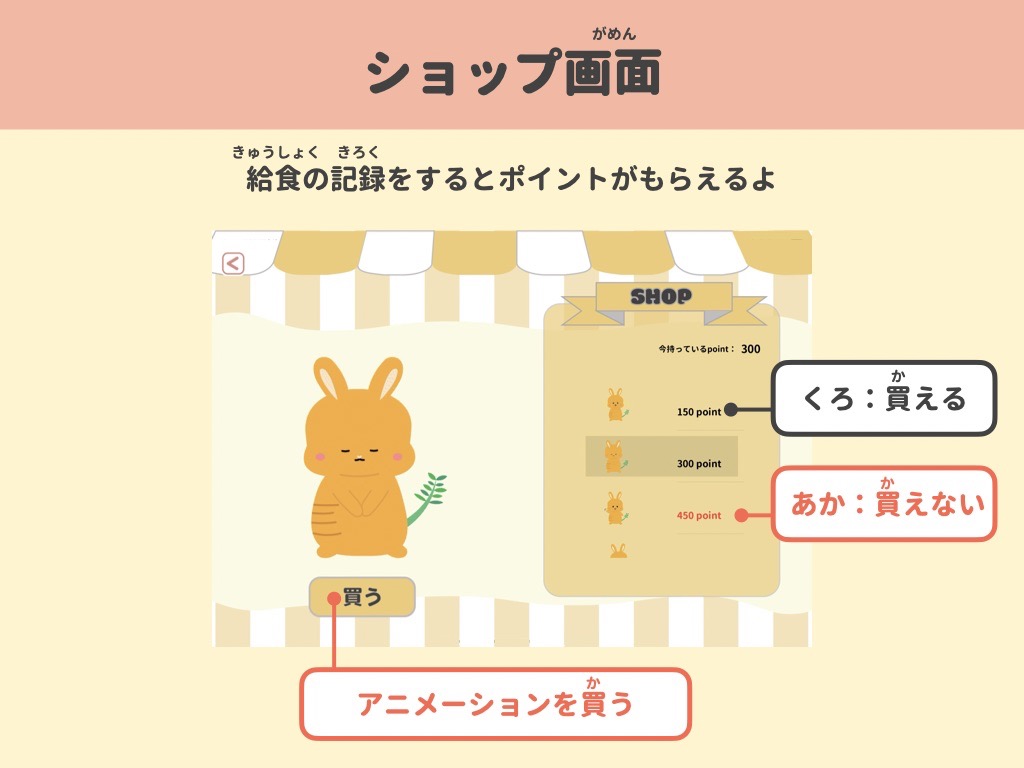 がめん
ショップ画面
きゅうしょく きろく
給食の記録をするとポイントがもらえるよ
<
SHOP
今持っているpoint： 300
150 point
か
くろ：買える
300 point
か
あか：買えない
450 point
買う
か
アニメーションを買う